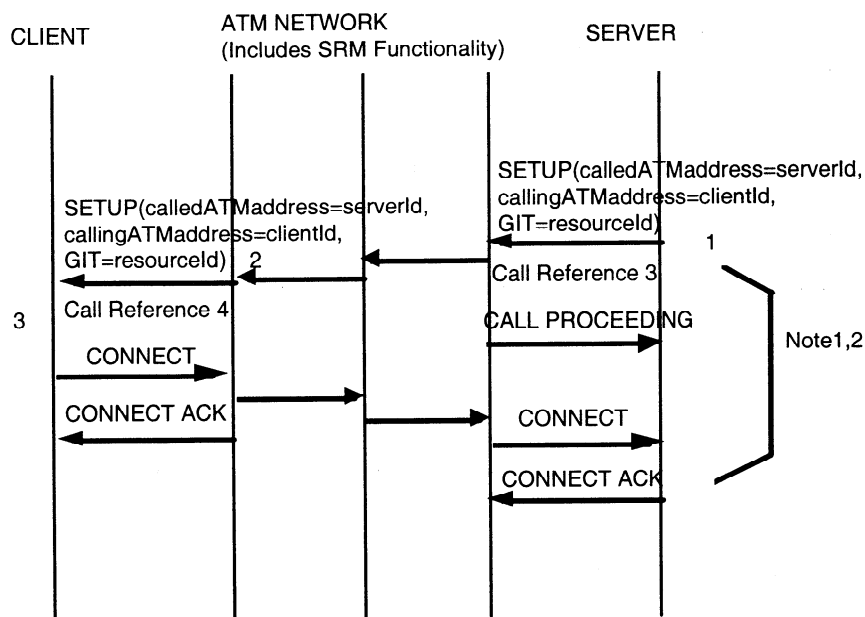 CLIENT
ATM NETWORK
(Includes SRM Functionality)
SERVER
SETUP(calledATMaddress=serverId,
callingATMaddress=clientId,
GIT=resourceId)
1
SETUP(calledATMaddress=serverId,
callingATMaddress=clientId,
GIT=resourceId)
2
Call Reference 3
Call Reference 4
3
CALL PROCEEDING
Note1,2
CONNECT
CONNECT ACK
CONNECT
CONNECT ACK